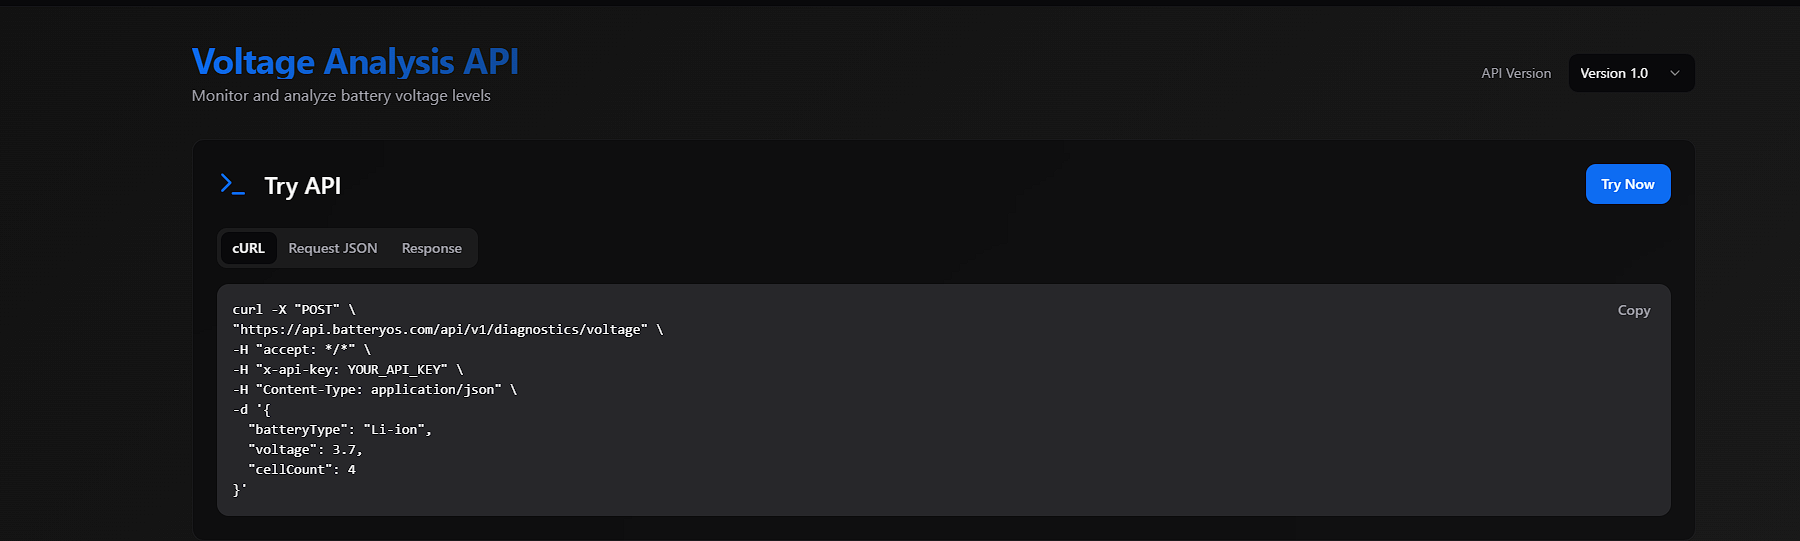 Voltage Analysis API
Monitor and analyze battery voltage levels
API Version
Version 1.0
Try API
Try Now
cURL
Request JSON
Response
Copy
curl -X "POST" \
"https://api.batteryos.com/api/v1/diagnostics/voltage" \
-H "accept: */*" \
-H "x-api-key: YOUR_API_KEY" \
-H "Content-Type: application/json" \
-d '{
  "batteryType": "Li-ion",
  "voltage": 3.7,
  "cellCount": 4
}'